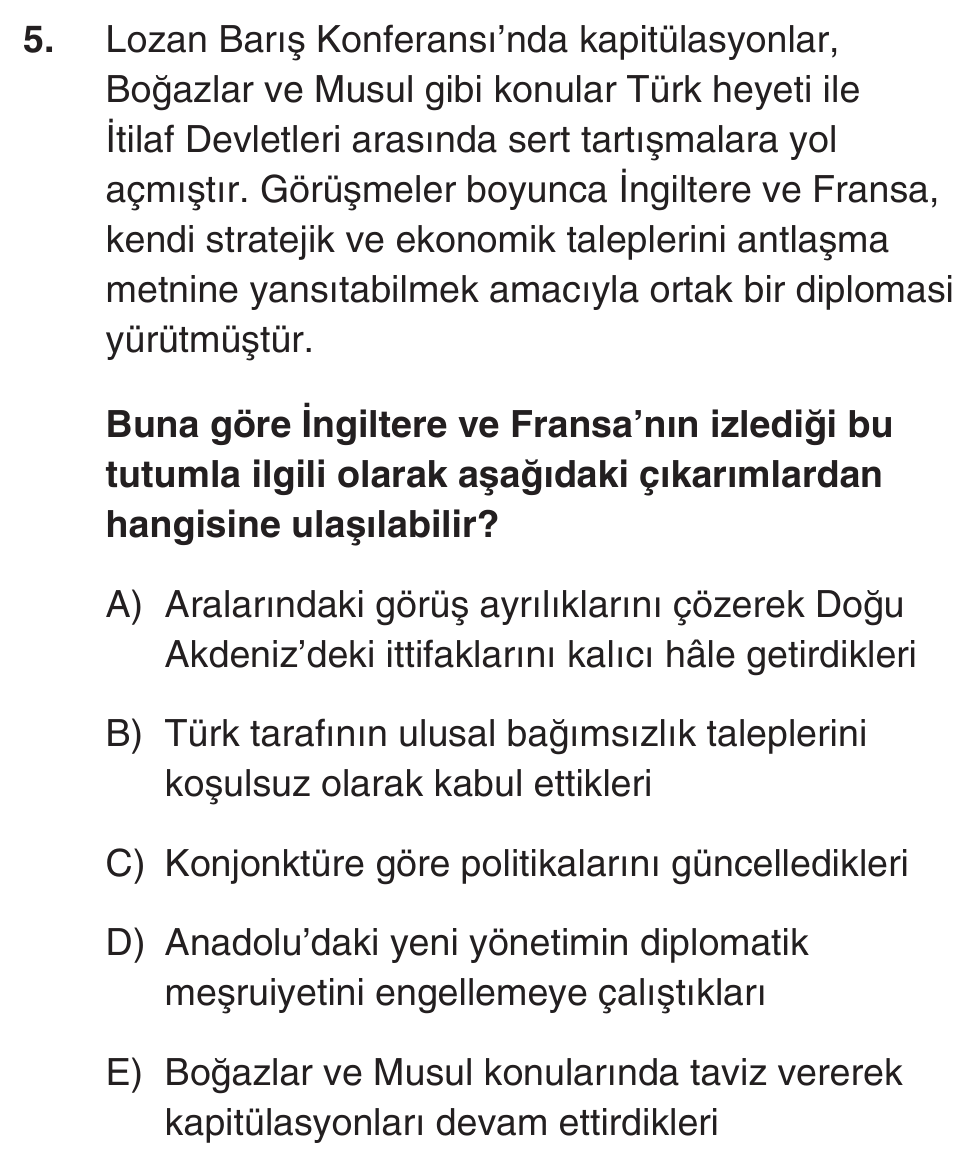 5. Lozan Barış Konferansı’nda kapitülasyonlar,
Boğazlar ve Musul gibi konular Türk heyeti ile
İtilaf Devletleri arasında sert tartışmalara yol
açmıştır. Görüşmeler boyunca İngiltere ve Fransa,
kendi stratejik ve ekonomik taleplerini antlaşma
metnine yansıtabilmek amacıyla ortak bir diplomasi
yürütmüştür.
Buna göre İngiltere ve Fransa’nın izlediği bu
tutumla ilgili olarak aşağıdaki çıkarımlardan
hangisine ulaşılabilir?
A) Aralarındaki görüş ayrılıklarını çözerek Doğu
Akdeniz’deki ittifaklarını kalıcı hâle getirdikleri
B) Türk tarafının ulusal bağımsızlık taleplerini
koşulsuz olarak kabul ettikleri
C) Konjonktüre göre politikalarını güncelledikleri
D) Anadolu’daki yeni yönetimin diplomatik
meşruiyetini engellemeye çalıştıkları
E) Boğazlar ve Musul konularında taviz vererek
kapitülasyonları devam ettirdikleri